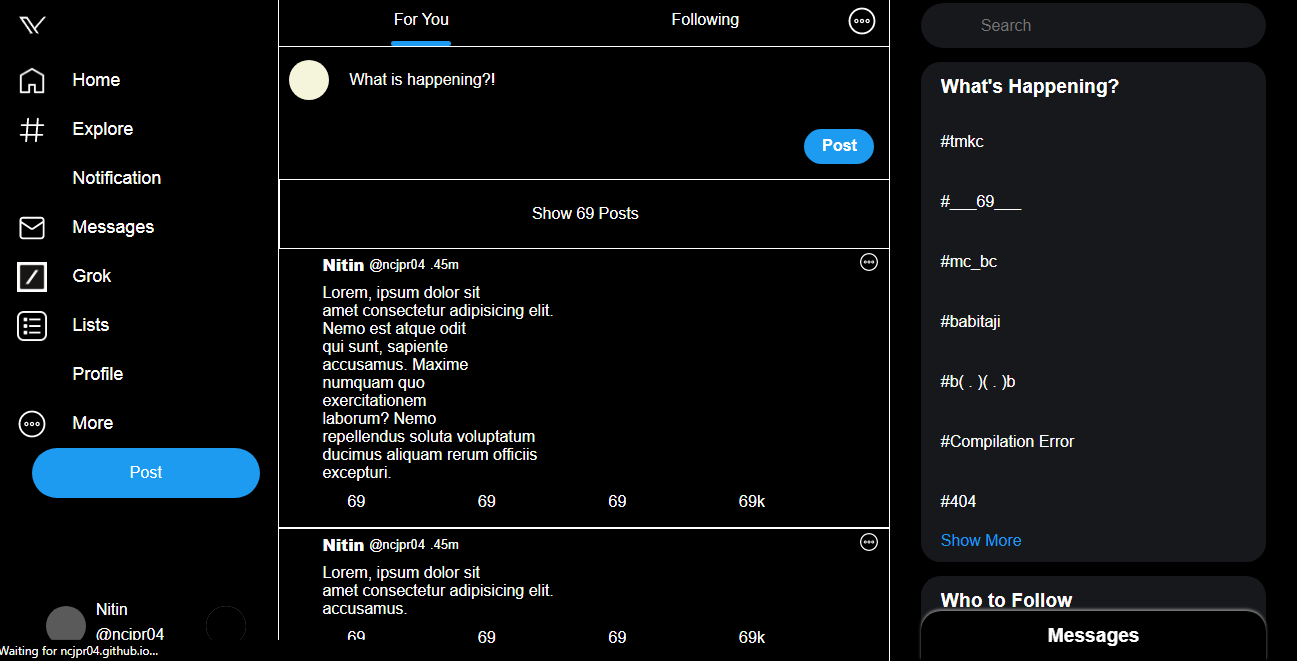 Home
Explore
Notification
Messages
Grok
Lists
Profile
More
Post
Nitin
@ncjpr04
Waiting for ncjpr04.github.io...
For You
Following
What is happening?!
Post
Show 69 Posts
Nitin @ncjpr04 .45m
Lorem, ipsum dolor sit
amet consectetur adipisicing elit.
Nemo est atque odit
qui sunt, sapiente
accusamus. Maxime
numquam quo
exercitationem
laborum? Nemo
repellendus soluta voluptatum
ducimus aliquam rerum officiis
excepturi.
69 69 69 69k
Nitin @ncjpr04 .45m
Lorem, ipsum dolor sit
amet consectetur adipisicing elit.
accusamus.
69 69 69 69k
Search
What's Happening?
#tmkc
#___69___
#mc_bc
#babitaji
#b( . )( . )b
#Compilation Error
#404
Show More
Who to Follow
Messages